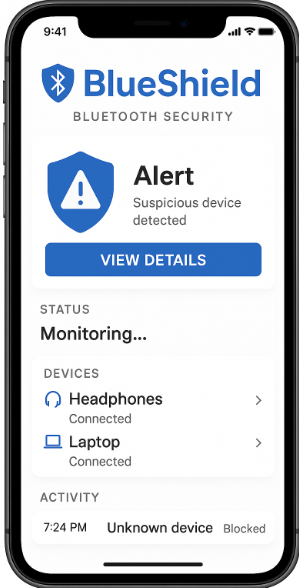 9:41
BlueShield
BLUETOOTH SECURITY
Alert
Suspicious device
detected
VIEW DETAILS
STATUS
Monitoring...
DEVICES
Headphones
Connected
Laptop
Connected
ACTIVITY
7:24 PM Unknown device Blocked